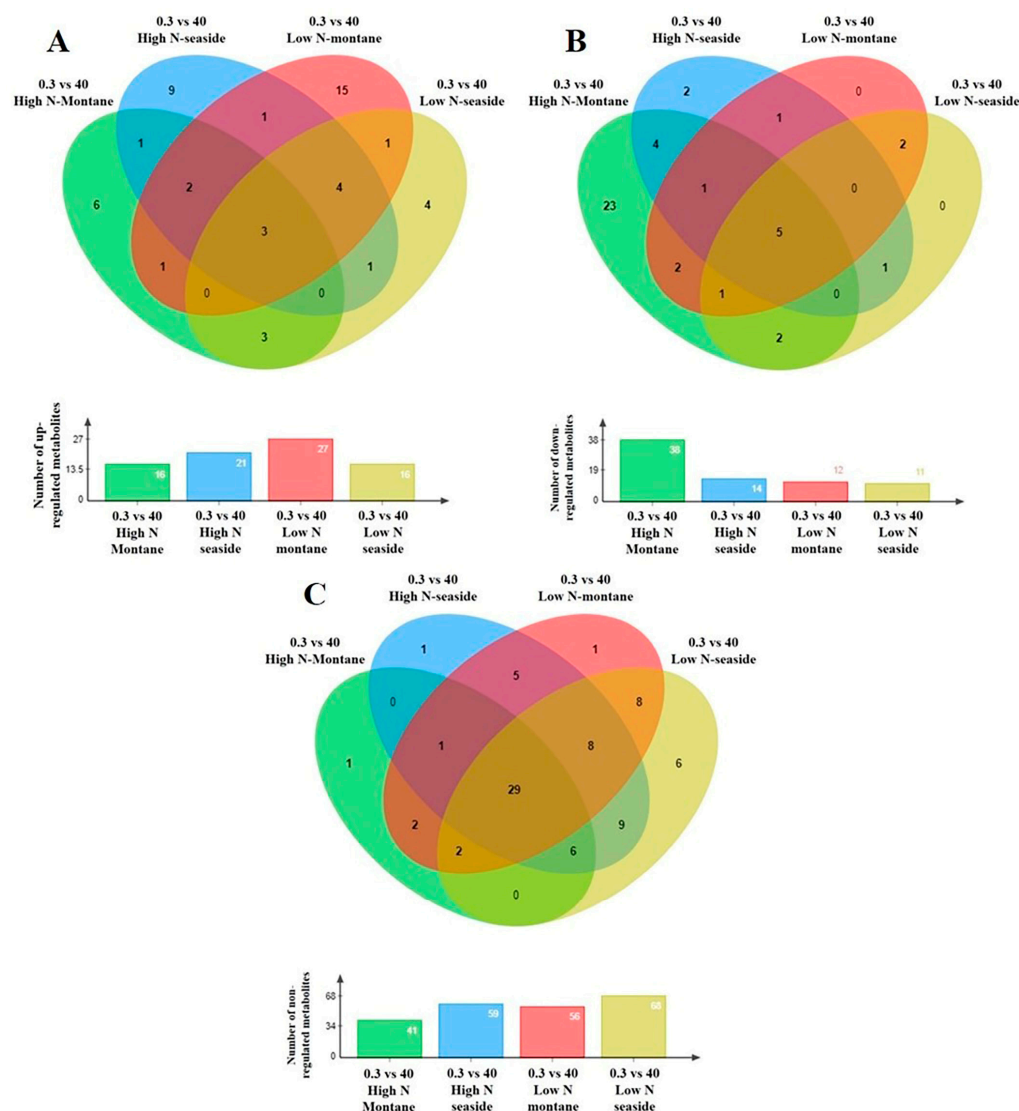 A
0.3 vs 40
High N-seaside
0.3 vs 40
Low N-montane
0.3 vs 40
High N-Montane
0.3 vs 40
Low N-seaside
9
15
1
1
1
6
2
4
4
3
1
1
0
0
3
Number of up-
regulated metabolites
27
13.5
0
16
21
27
16
0.3 vs 40
High N
Montane
0.3 vs 40
High N
seaside
0.3 vs 40
Low N
montane
0.3 vs 40
Low N
seaside
B
0.3 vs 40
High N-seaside
0.3 vs 40
Low N-montane
0.3 vs 40
High N-Montane
0.3 vs 40
Low N-seaside
2
0
1
4
2
23
1
0
0
5
2
1
1
0
2
Number of down-
regulated metabolites
38
19
0
38
14
12
11
0.3 vs 40
High N
Montane
0.3 vs 40
High N
seaside
0.3 vs 40
Low N
montane
0.3 vs 40
Low N
seaside
C
0.3 vs 40
High N-seaside
0.3 vs 40
Low N-montane
0.3 vs 40
High N-Montane
0.3 vs 40
Low N-seaside
1
1
5
0
8
1
1
8
6
29
2
9
2
6
0
Number of non-
regulated metabolites
68
34
0
41
59
56
68
0.3 vs 40
High N
Montane
0.3 vs 40
High N
seaside
0.3 vs 40
Low N
montane
0.3 vs 40
Low N
seaside